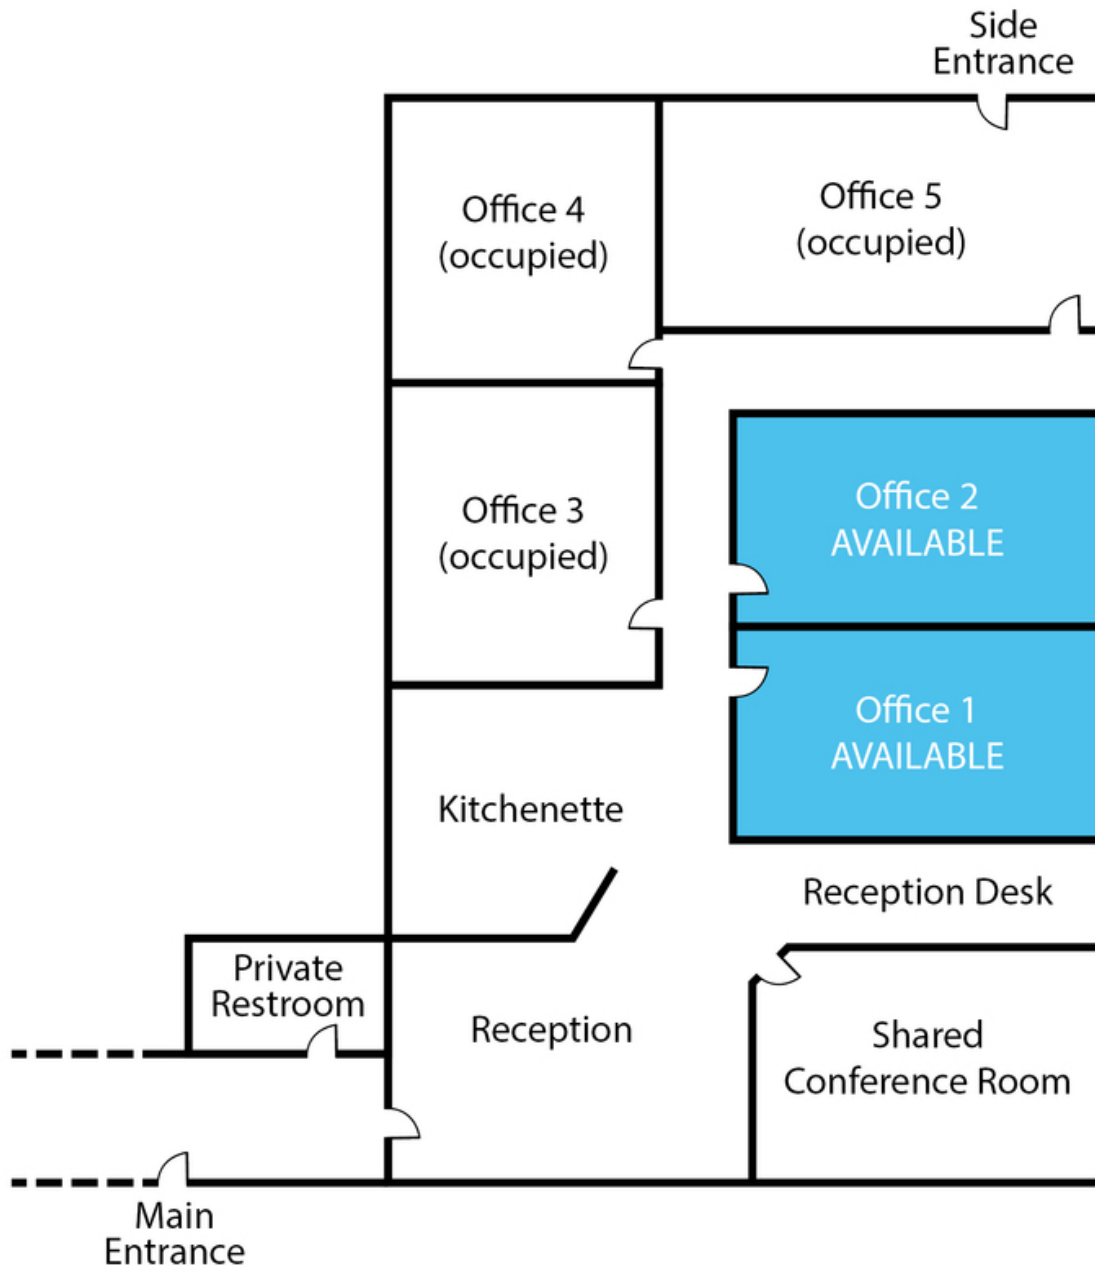 Side
Entrance
Office 4
(occupied)
Office 5
(occupied)
Office 3
(occupied)
Office 2
AVAILABLE
Office 1
AVAILABLE
Kitchenette
Reception Desk
Private
Restroom
Reception
Shared
Conference Room
Main
Entrance